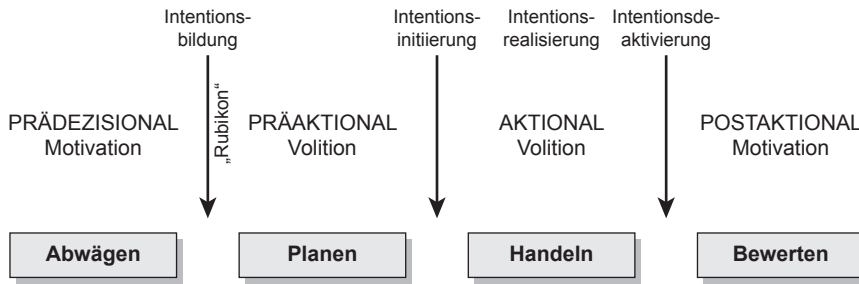 Intentions-
bildung
Intentions-
initiierung
Intentions-
realisierung
Intentionsde-
aktivierung
PRÄDEZISIONAL
Motivation
„Rubikon“
PRÄAKTIONAL
Volition
AKTIONAL
Volition
POSTAKTIONAL
Motivation
Abwägen
Planen
Handeln
Bewerten